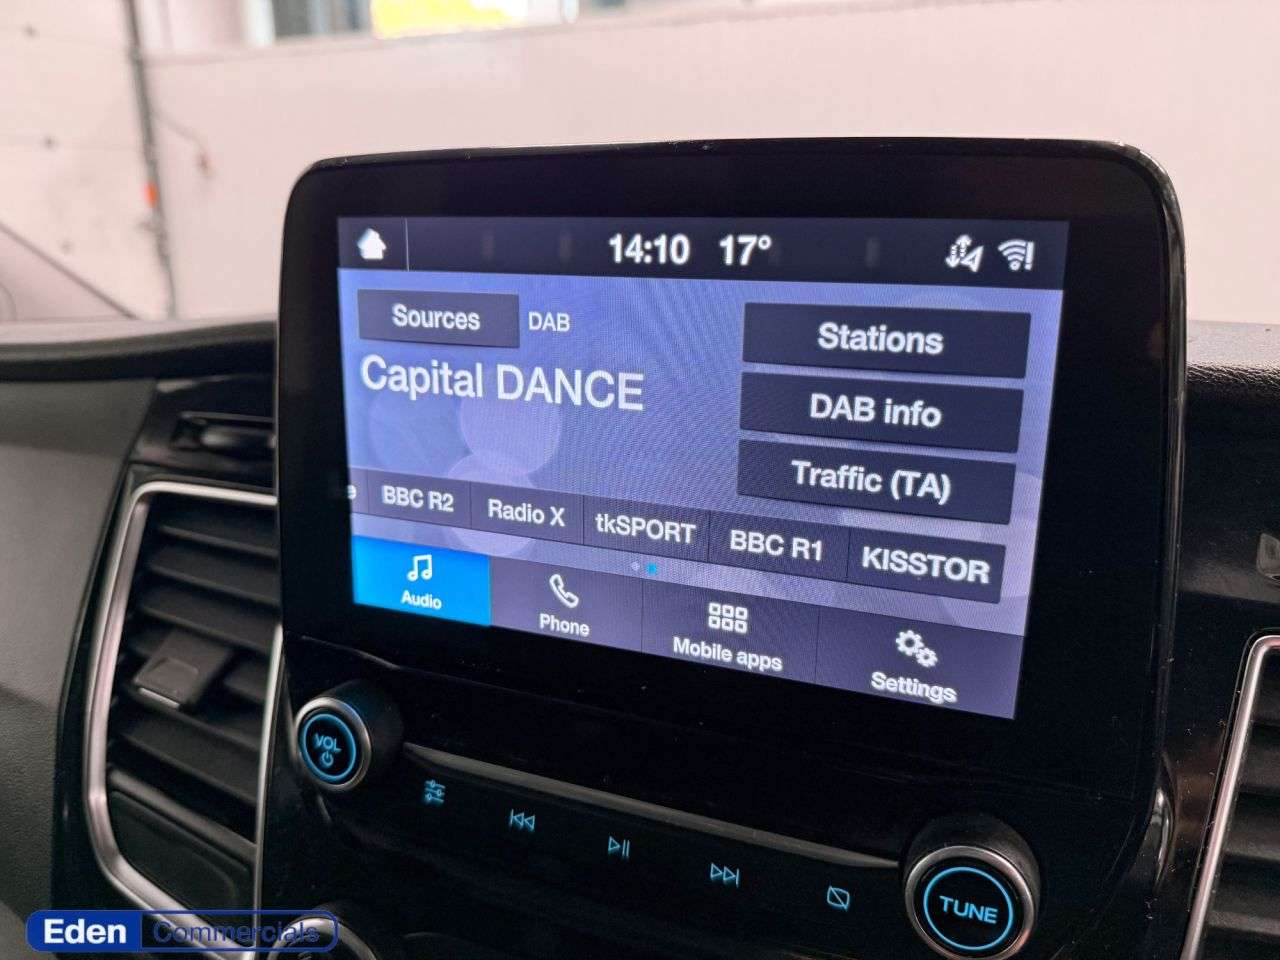 14:10 17°
Sources DAB
Stations
Capital DANCE
DAB info
Traffic (TA)
e BBC R2 Radio X tkSPORT BBC R1 KISSTOR
Audio
Phone
Mobile apps
Settings
VOL
TUNE
Eden Commercials